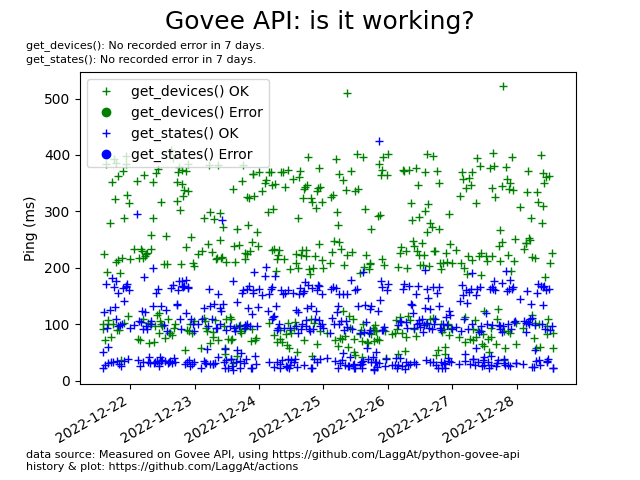 Govee API: is it working?
get_devices(): No recorded error in 7 days.
get_states(): No recorded error in 7 days.
get_devices() OK
get_devices() Error
get_states() OK
get_states() Error
Ping (ms)
500
400
300
200
100
0
2022-12-22
2022-12-23
2022-12-24
2022-12-25
2022-12-26
2022-12-27
2022-12-28
data source: Measured on Govee API, using https://github.com/LaggAt/python-govee-api
history & plot: https://github.com/LaggAt/actions